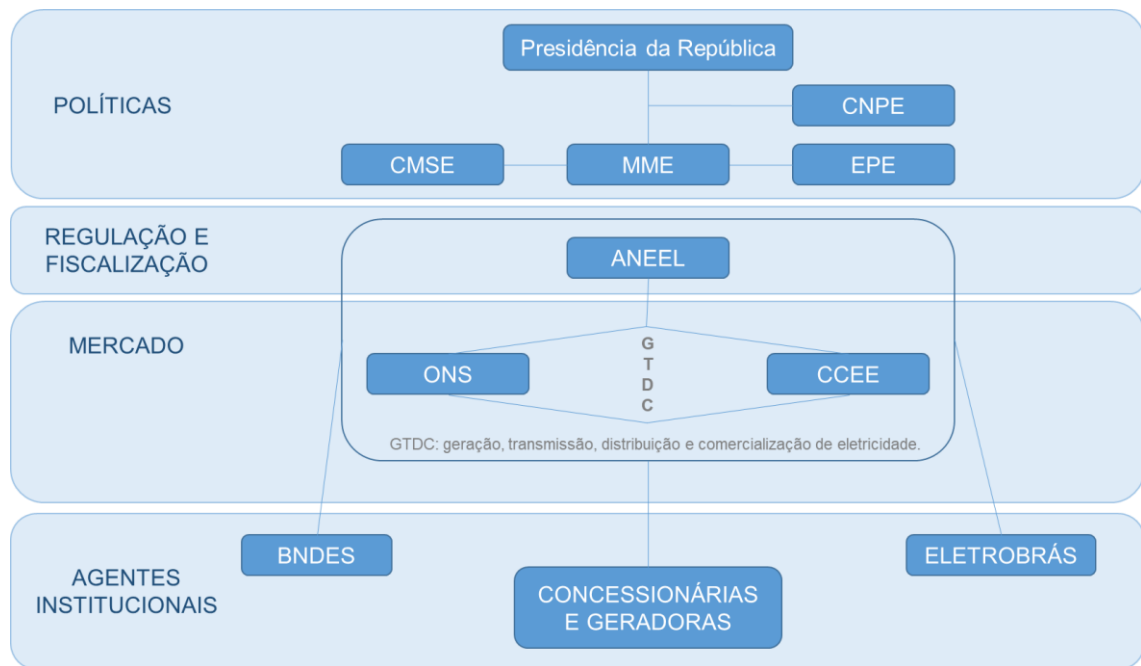 Presidência da República
POLÍTICAS
CNPE
CMSE
MME
EPE
REGULAÇÃO E
FISCALIZAÇÃO
ANEEL
MERCADO
G
T
D
C
ONS
CCEE
GTDC: geração, transmissão, distribuição e comercialização de eletricidade.
BNDES
ELETROBRÁS
AGENTES
INSTITUCIONAIS
CONCESSIONÁRIAS
E GERADORAS